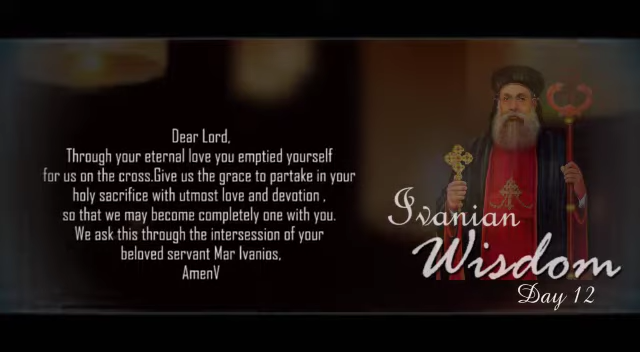 Dear Lord,
Through your eternal love you emptied yourself
for us on the cross.Give us the grace to partake in your
holy sacrifice with utmost love and devotion ,
so that we may become completely one with you.
We ask this through the intersession of your
beloved servant Mar Ivanios,
AmenV
Ivanian
Wisdom
Day 12